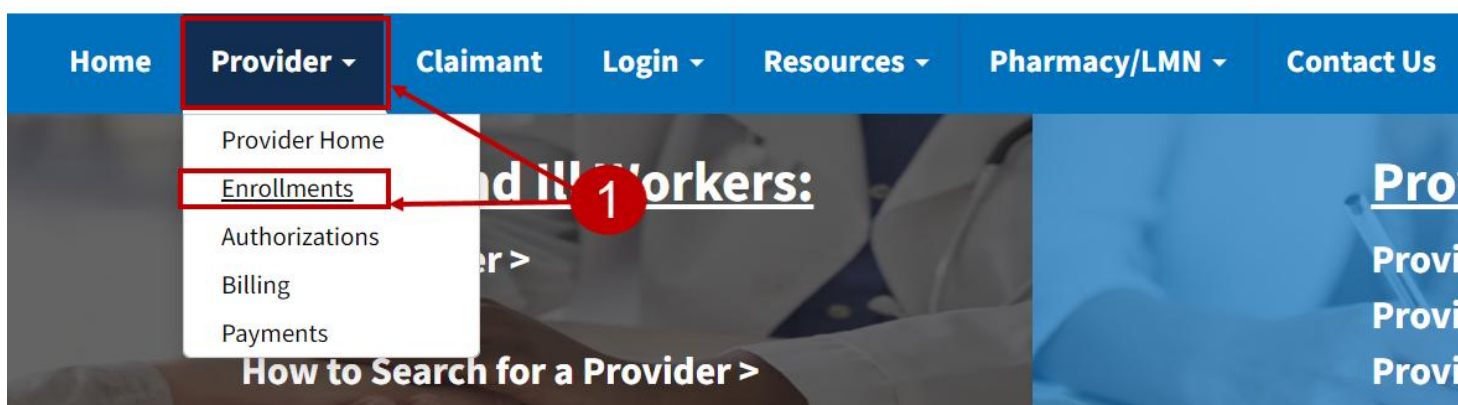 Home Provider Claimant Login Resources Pharmacy/LMN Contact Us
Provider Home
Enrollments
Authorizations
Billing
Payments
1
Workers:
How to Search for a Provider >